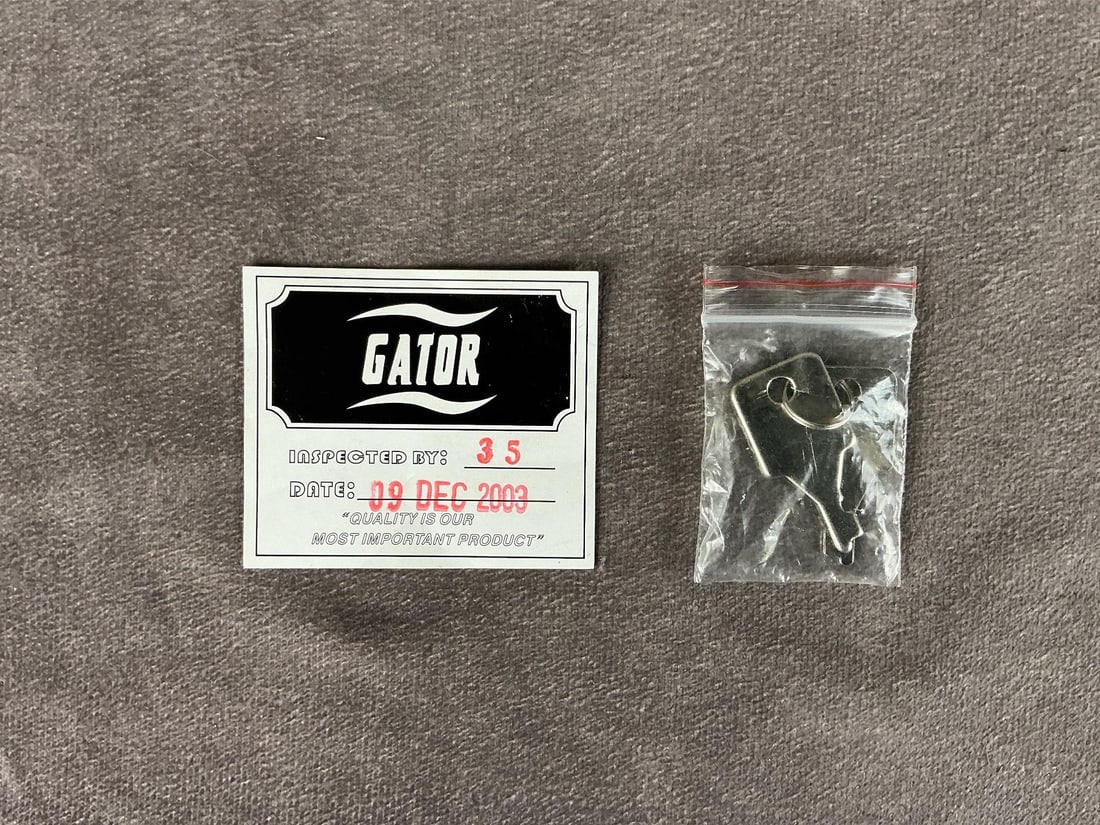 GATOR
INSPECTED BY: 35
DATE: 09 DEC 2003
"QUALITY IS OUR
MOST IMPORTANT PRODUCT"